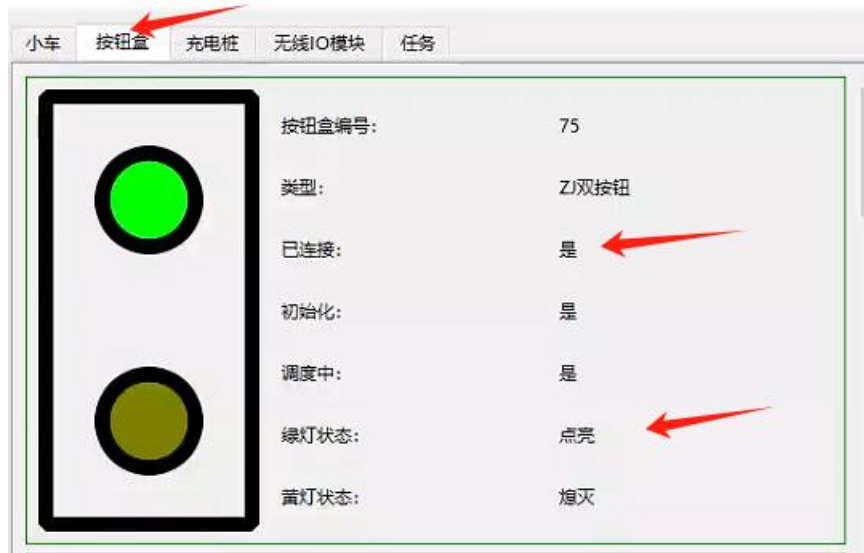 小车 按钮盒 充电桩 无线IO模块 任务
按钮盒编号: 75
类型: ZJ双按钮
已连接: 是
初始化: 是
调度中: 是
绿灯状态: 点亮
黄灯状态: 熄灭